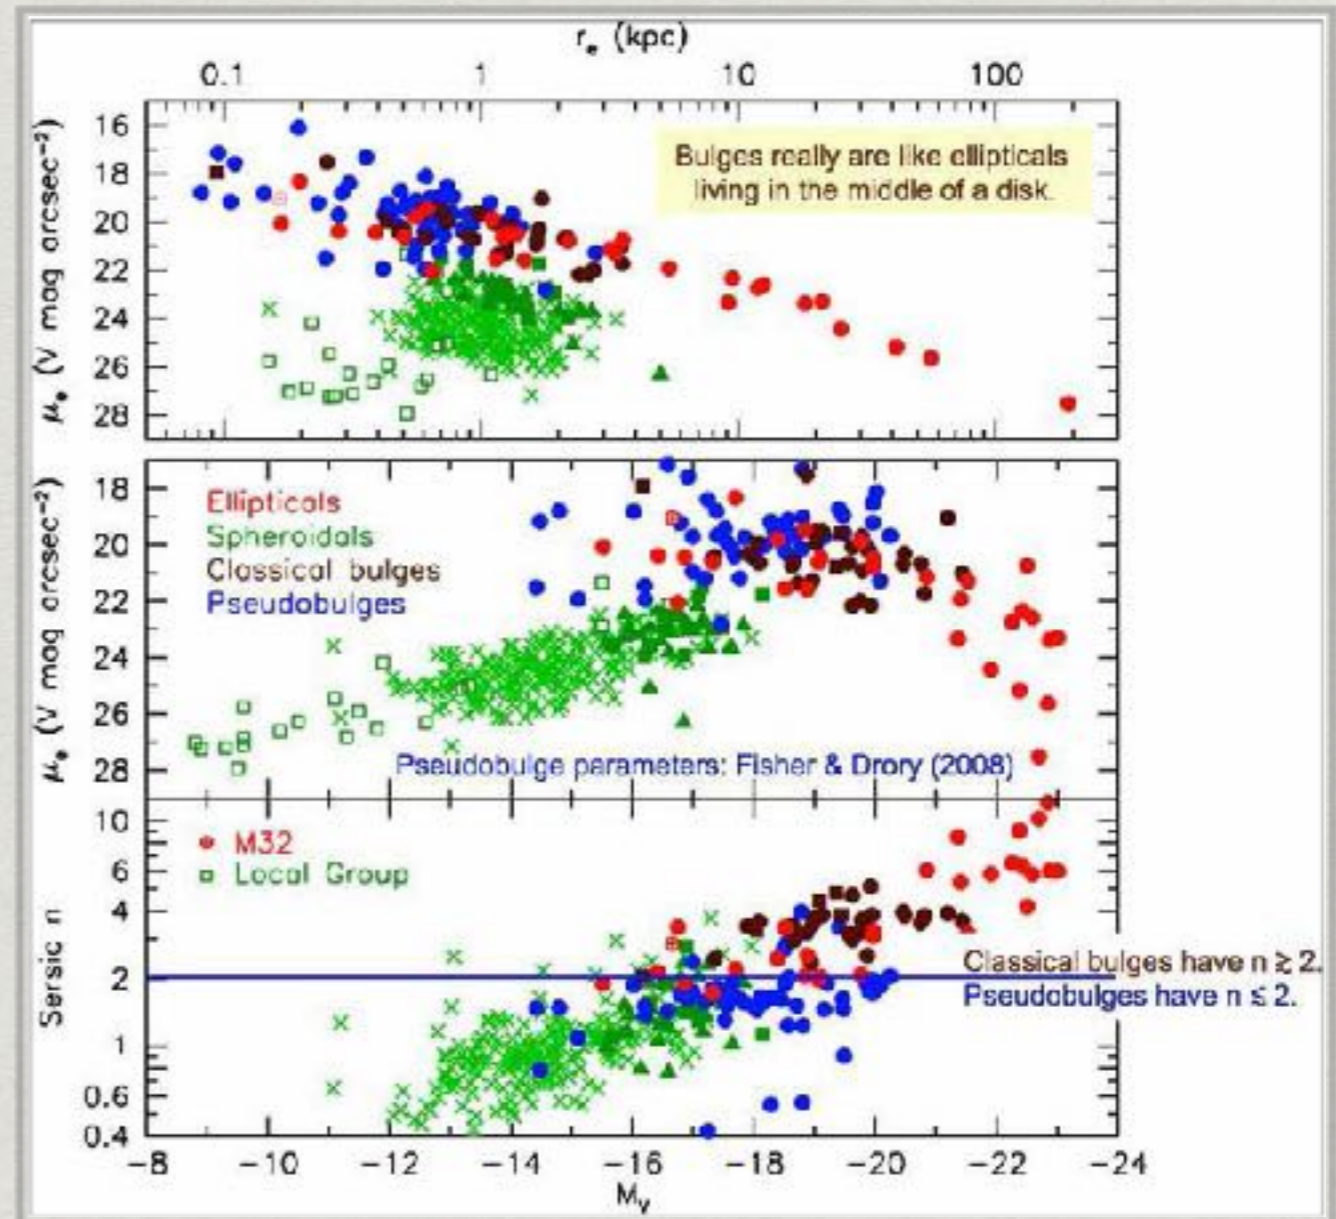 r_e (kpc)
0.1 1 10 100
16
18
20
22
24
26
28
μ_e (V mag arcsec⁻²)
Bulges really are like ellipticals
living in the middle of a disk.
18
20
22
24
26
28
μ_e (V mag arcsec⁻²)
Ellipticals
Spheroidals
Classical bulges
Pseudobulges
Pseudobulge parameters: Fisher & Drory (2008)
10
6
4
2
1
0.6
0.4
Sersic n
M32
Local Group
Classical bulges have n ≳ 2.
Pseudobulges have n ≤ 2.
−8 −10 −12 −14 −16 −18 −20 −22 −24
M_V